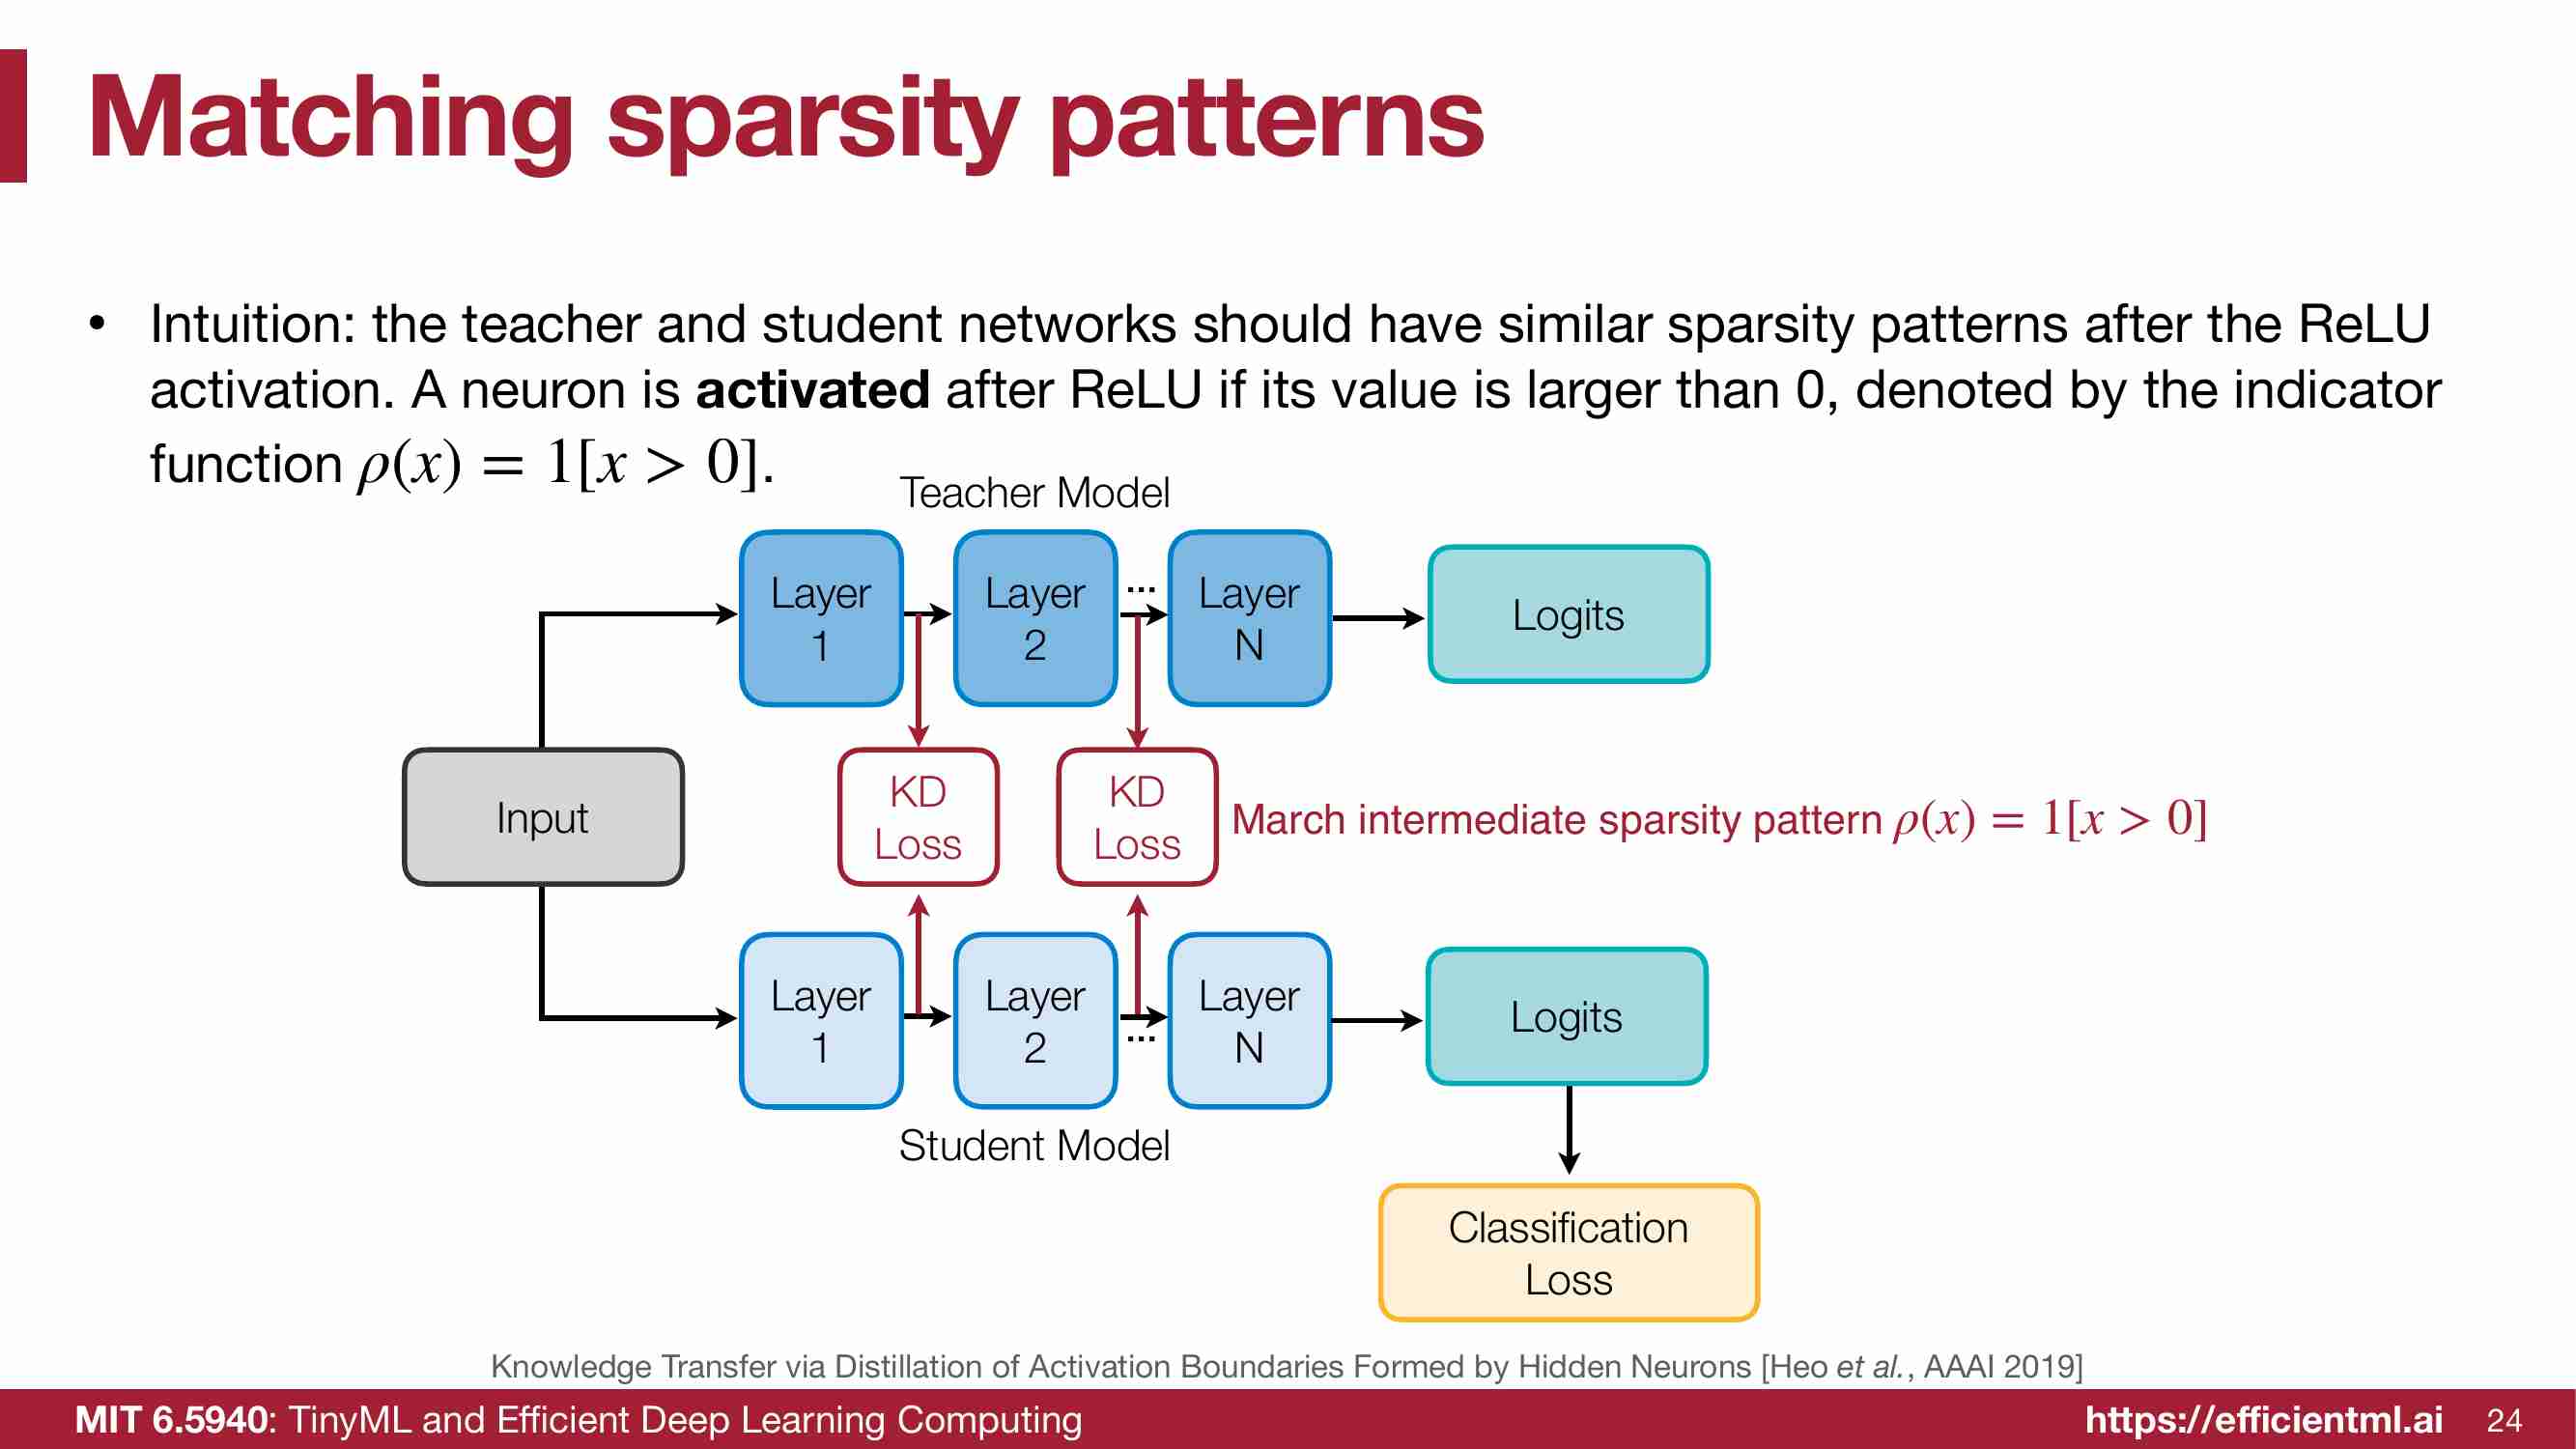 Matching sparsity patterns
• Intuition: the teacher and student networks should have similar sparsity patterns after the ReLU
activation. A neuron is activated after ReLU if its value is larger than 0, denoted by the indicator
function ρ(x) = 1[x > 0].
Teacher Model
Layer
1
Layer
2
...
Layer
N
Logits
Input
KD
Loss
KD
Loss
March intermediate sparsity pattern ρ(x) = 1[x > 0]
Layer
1
Layer
2
...
Layer
N
Logits
Student Model
Classification
Loss
Knowledge Transfer via Distillation of Activation Boundaries Formed by Hidden Neurons [Heo et al., AAAI 2019]
MIT 6.5940: TinyML and Efficient Deep Learning Computing
https://efficientml.ai
24